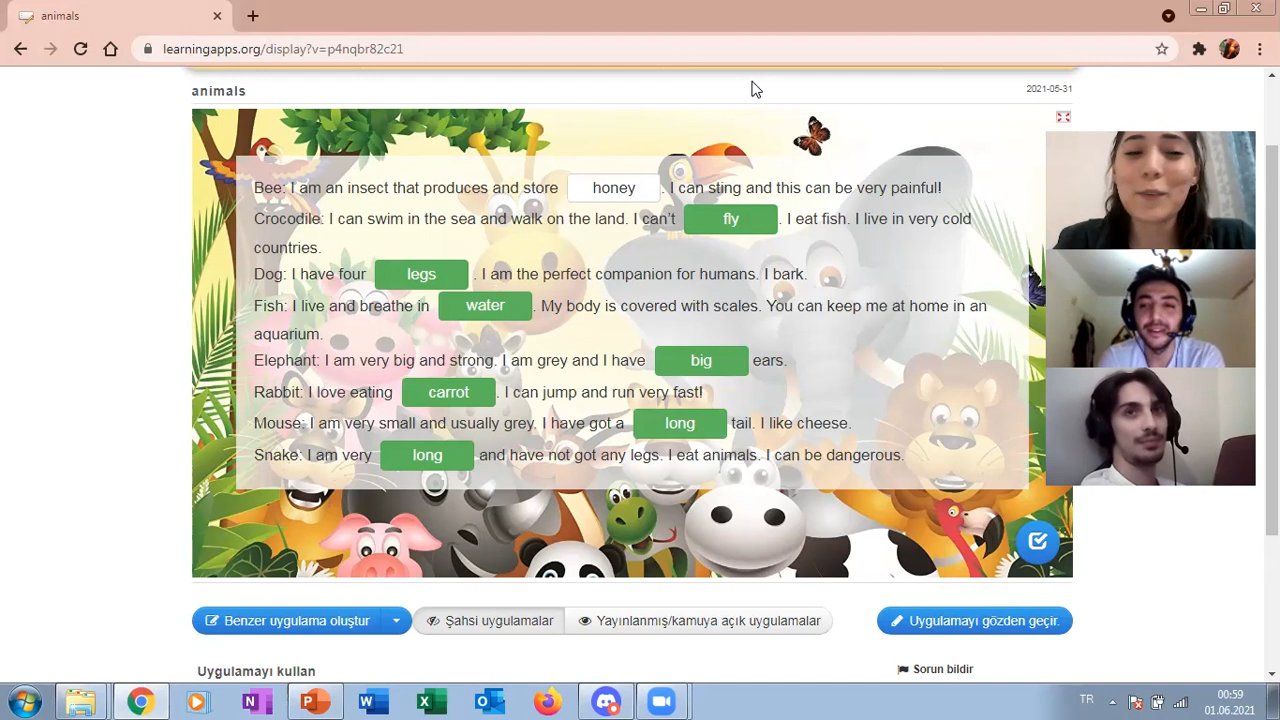 animals
learningapps.org/display?v=p4nqbr82c21
animals
2021-05-31
Bee: I am an insect that produces and store honey . I can sting and this can be very painful!
Crocodile: I can swim in the sea and walk on the land. I can't fly . I eat fish. I live in very cold
countries.
Dog: I have four legs . I am the perfect companion for humans. I bark.
Fish: I live and breathe in water . My body is covered with scales. You can keep me at home in an
aquarium.
Elephant: I am very big and strong. I am grey and I have big ears.
Rabbit: I love eating carrot . I can jump and run very fast!
Mouse: I am very small and usually grey. I have got a long tail. I like cheese.
Snake: I am very long and have not got any legs. I eat animals. I can be dangerous.
Benzer uygulama oluştur
Şahsi uygulamalar
Yayınlanmış/kamuya açık uygulamalar
Uygulamayı gözden geçir.
Uygulamayı kullan
Sorun bildir
TR
00:59
01.06.2021